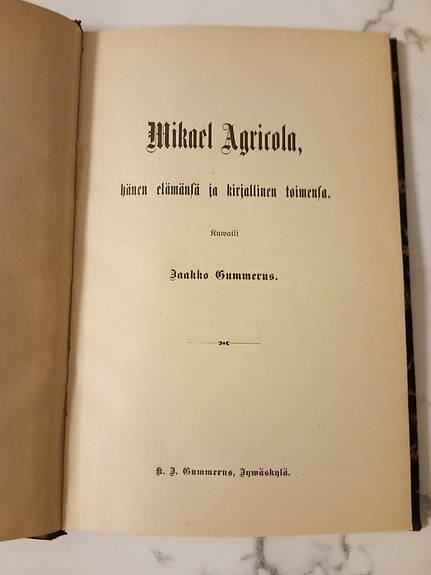 Mikael Agricola,
hänen elämänsä ja kirjallinen toimensa.
Kuwaili
Jaakko Gummerus.
K. J. Gummerus, Jywäskylä.